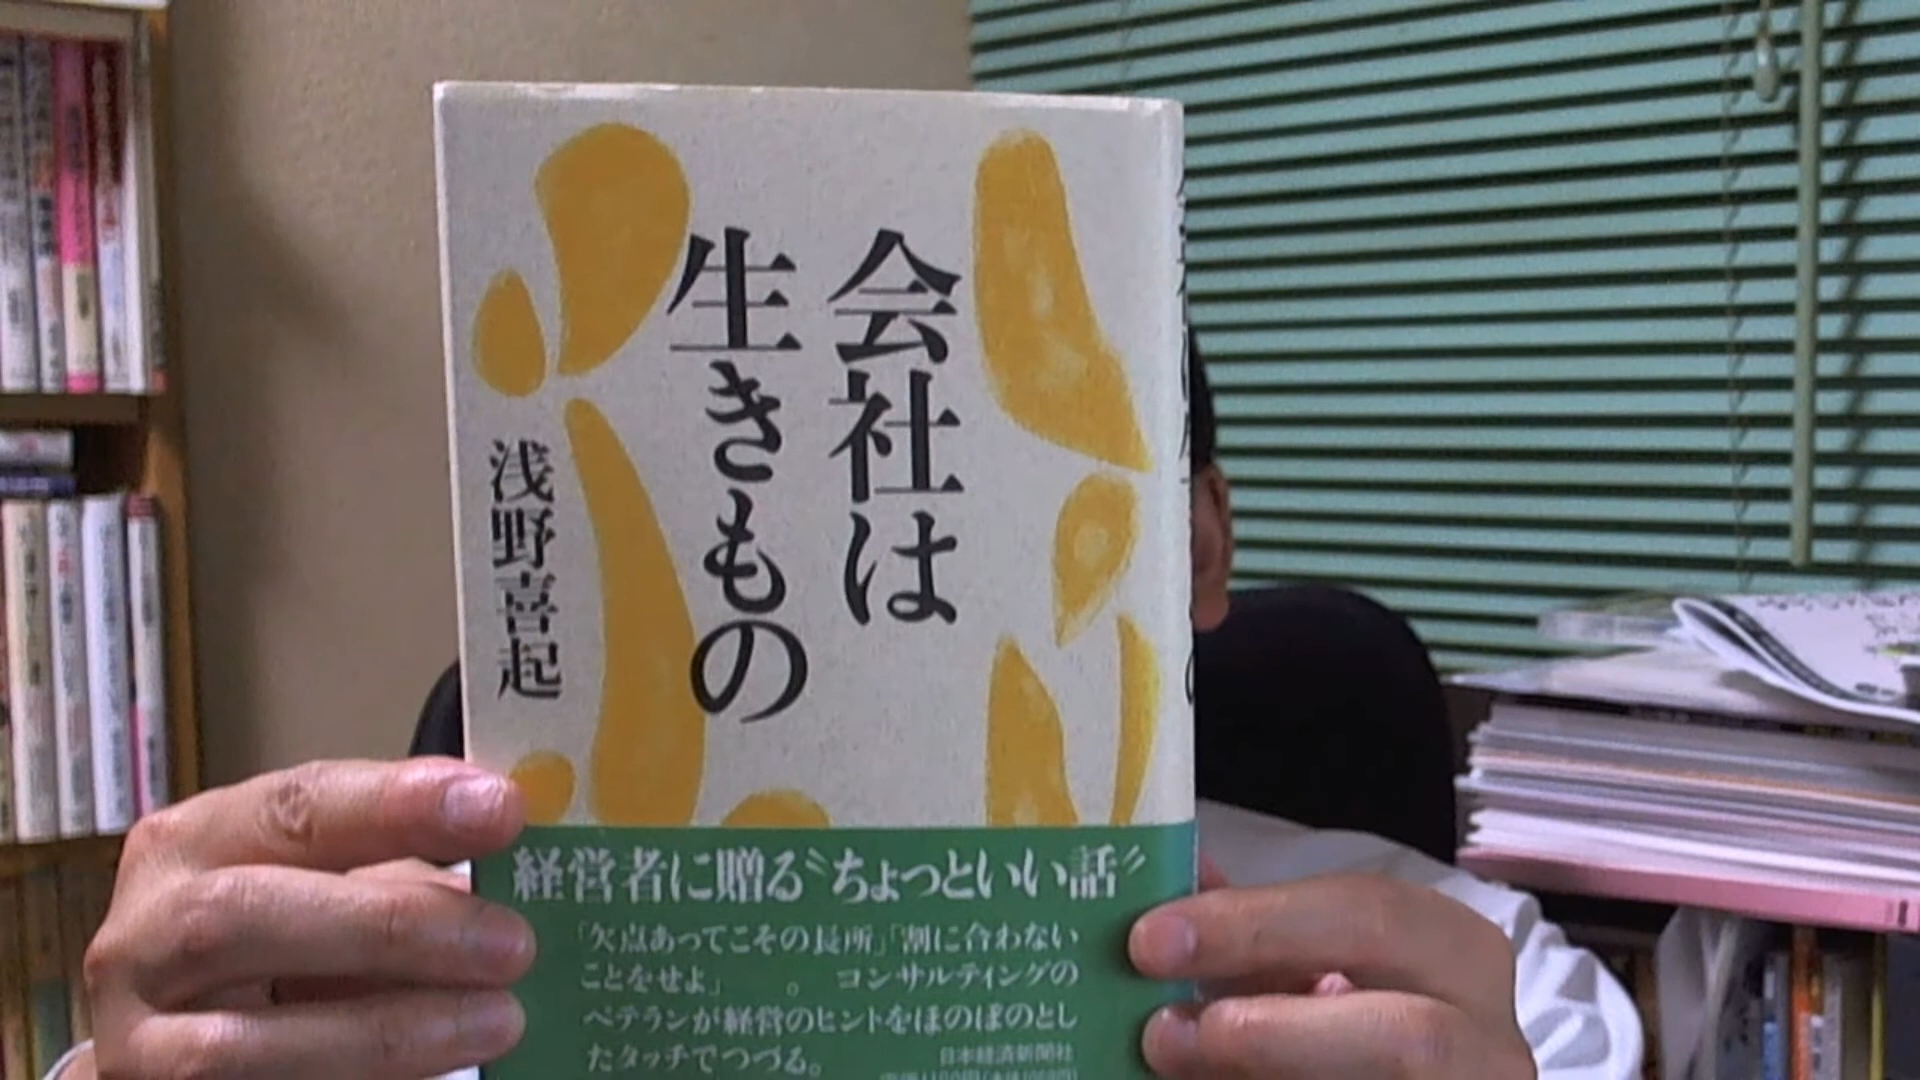 会社は
生きもの
浅野喜起
経営者に贈る〝ちょっといい話〟
「欠点あってこその長所」「割に合わない
ことをせよ」　。コンサルティングの
ベテランが経営のヒントをほのぼのとし
たタッチでつづる。
日本経済新聞社